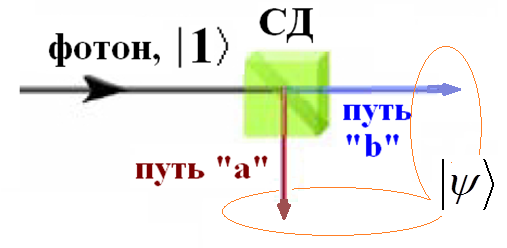 СД
фотон, |1⟩
путь
"b"
путь "a"
|ψ⟩